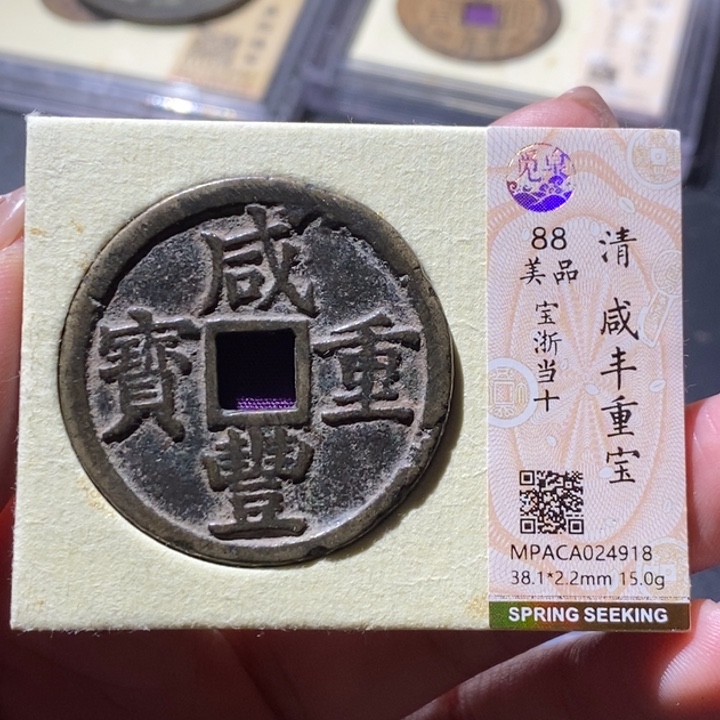 咸
豐
重
寶
觅泉
清 咸丰重宝
88
美品
宝浙当十
MPACA024918
38.1*2.2mm 15.0g
SPRING SEEKING